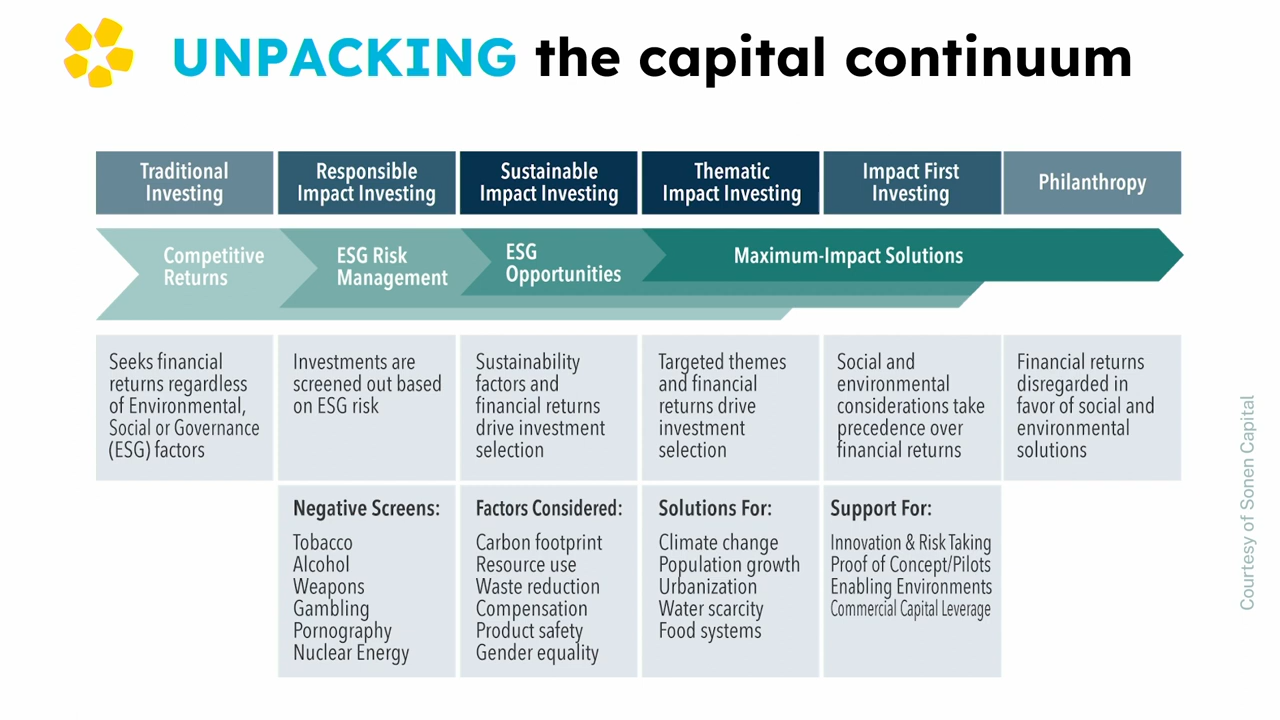 UNPACKING the capital continuum
Traditional
Investing
Responsible
Impact Investing
Sustainable
Impact Investing
Thematic
Impact Investing
Impact First
Investing
Philanthropy
Competitive
Returns
ESG Risk
Management
ESG
Opportunities
Maximum-Impact Solutions
Seeks financial
returns regardless
of Environmental,
Social or Governance
(ESG) factors
Investments are
screened out based
on ESG risk
Sustainability
factors and
financial returns
drive investment
selection
Targeted themes
and financial
returns drive
investment
selection
Social and
environmental
considerations take
precedence over
financial returns
Financial returns
disregarded in
favor of social and
environmental
solutions
Negative Screens:
Tobacco
Alcohol
Weapons
Gambling
Pornography
Nuclear Energy
Factors Considered:
Carbon footprint
Resource use
Waste reduction
Compensation
Product safety
Gender equality
Solutions For:
Climate change
Population growth
Urbanization
Water scarcity
Food systems
Support For:
Innovation & Risk Taking
Proof of Concept/Pilots
Enabling Environments
Commercial Capital Leverage
Courtesy of Sonen Capital